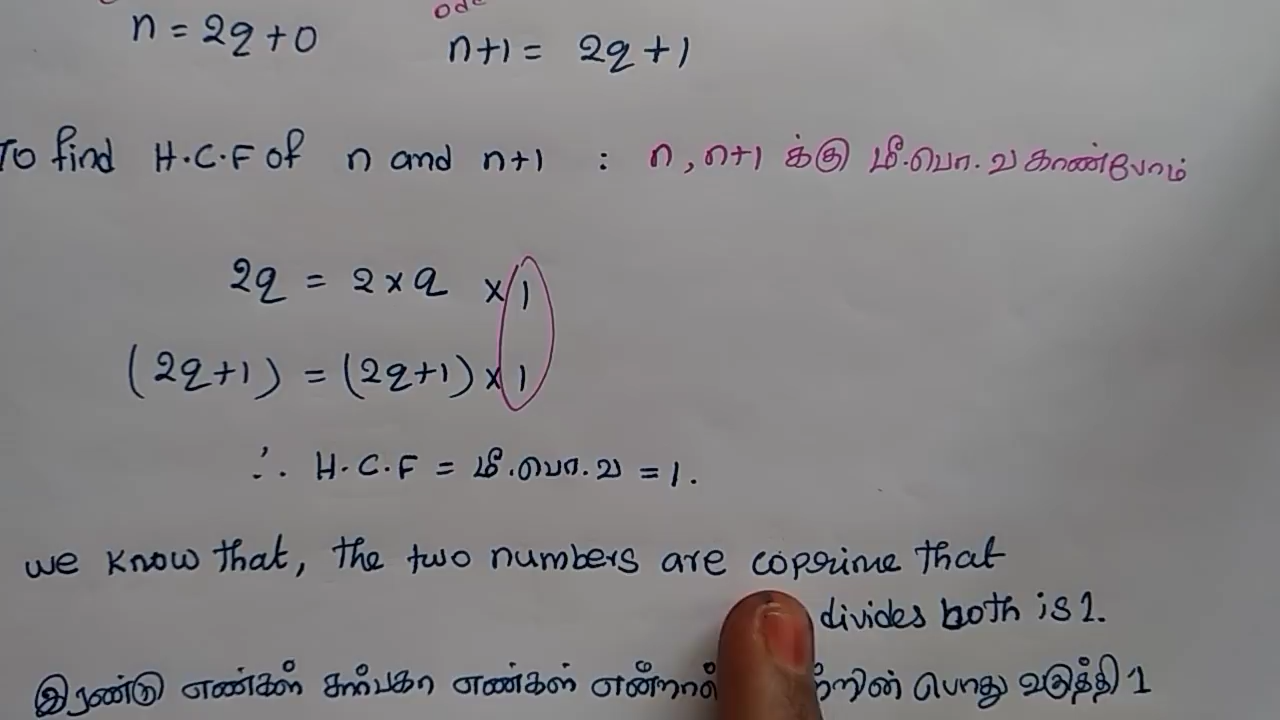 n = 2q + 0 n+1 = 2q + 1
To find H.C.F of n and n+1 : n, n+1 க்கு மீ.பொ.வ காண்போம்
2q = 2 × q × 1
(2q+1) = (2q+1) × 1
∴ H.C.F = மீ.பொ.வ = 1.
we know that, the two numbers are coprime that
divides both is 1.
இரண்டு எண்கள் சார்பகா எண்கள் என்றால் பொது வகுத்தி 1